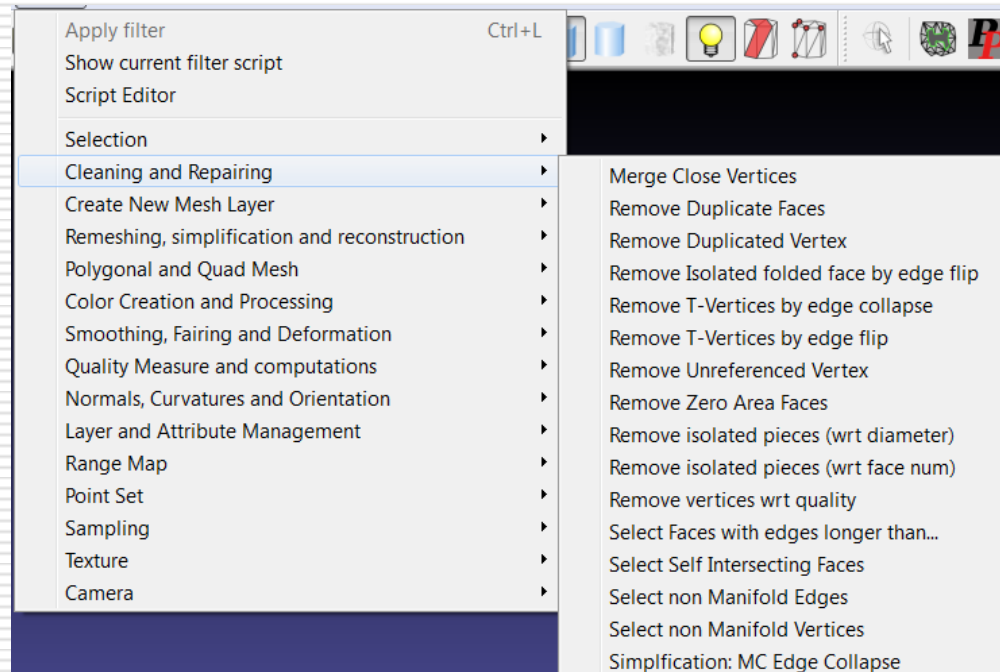 Apply filter Ctrl+L
Show current filter script
Script Editor
Selection
Cleaning and Repairing
Create New Mesh Layer
Remeshing, simplification and reconstruction
Polygonal and Quad Mesh
Color Creation and Processing
Smoothing, Fairing and Deformation
Quality Measure and computations
Normals, Curvatures and Orientation
Layer and Attribute Management
Range Map
Point Set
Sampling
Texture
Camera
Merge Close Vertices
Remove Duplicate Faces
Remove Duplicated Vertex
Remove Isolated folded face by edge flip
Remove T-Vertices by edge collapse
Remove T-Vertices by edge flip
Remove Unreferenced Vertex
Remove Zero Area Faces
Remove isolated pieces (wrt diameter)
Remove isolated pieces (wrt face num)
Remove vertices wrt quality
Select Faces with edges longer than...
Select Self Intersecting Faces
Select non Manifold Edges
Select non Manifold Vertices
Simplfication: MC Edge Collapse